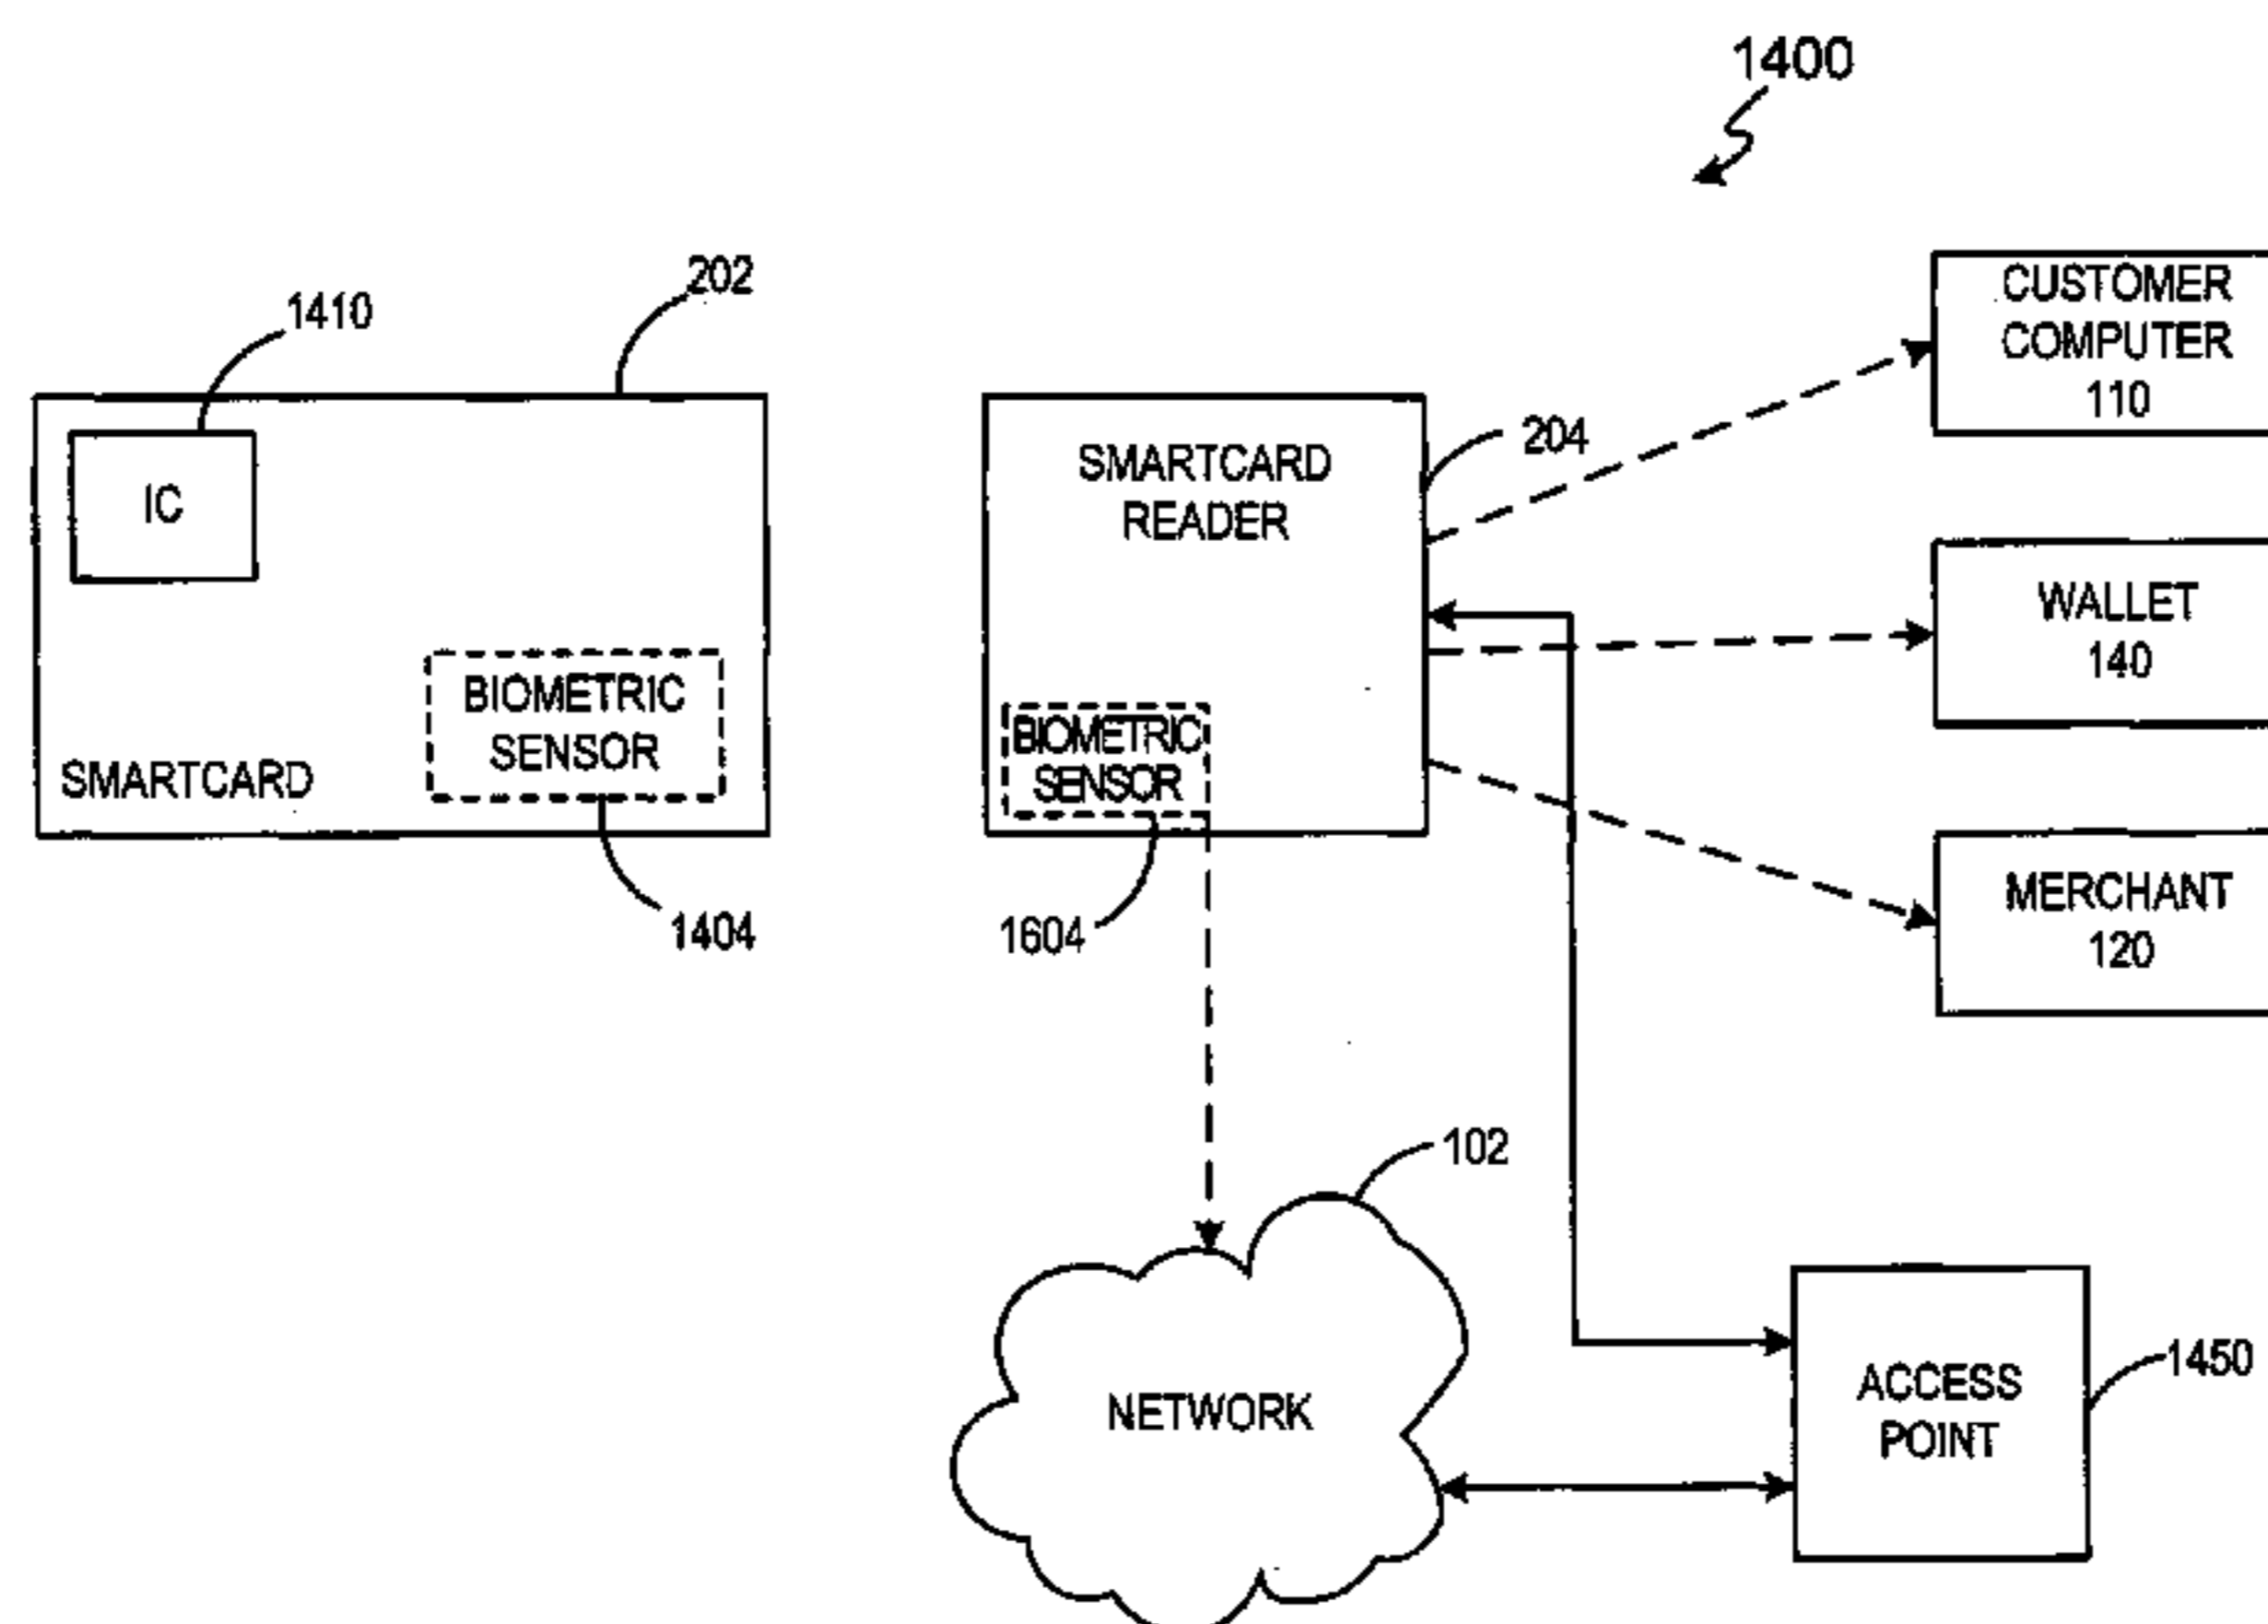 1400
202
1410
IC
BIOMETRIC
SENSOR
SMARTCARD
1404
SMARTCARD
READER
204
BIOMETRIC
SENSOR
1604
CUSTOMER
COMPUTER
110
WALLET
140
MERCHANT
120
102
NETWORK
ACCESS
POINT
1450